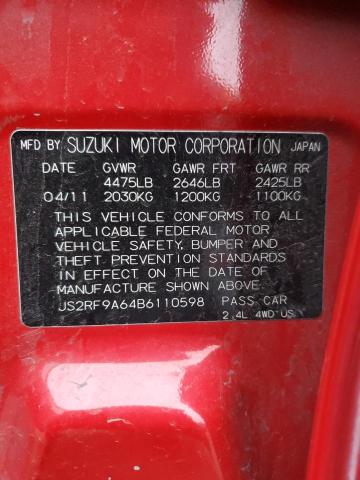 MFD BY SUZUKI MOTOR CORPORATION JAPAN
DATE GVWR GAWR FRT GAWR RR
4475LB 2646LB 2425LB
04/11 2030KG 1200KG 1100KG
THIS VEHICLE CONFORMS TO ALL
APPLICABLE FEDERAL MOTOR
VEHICLE SAFETY, BUMPER AND
THEFT PREVENTION STANDARDS
IN EFFECT ON THE DATE OF
MANUFACTURE SHOWN ABOVE.
JS2RF9A64B6110598 PASS CAR
2.4L 4WD US